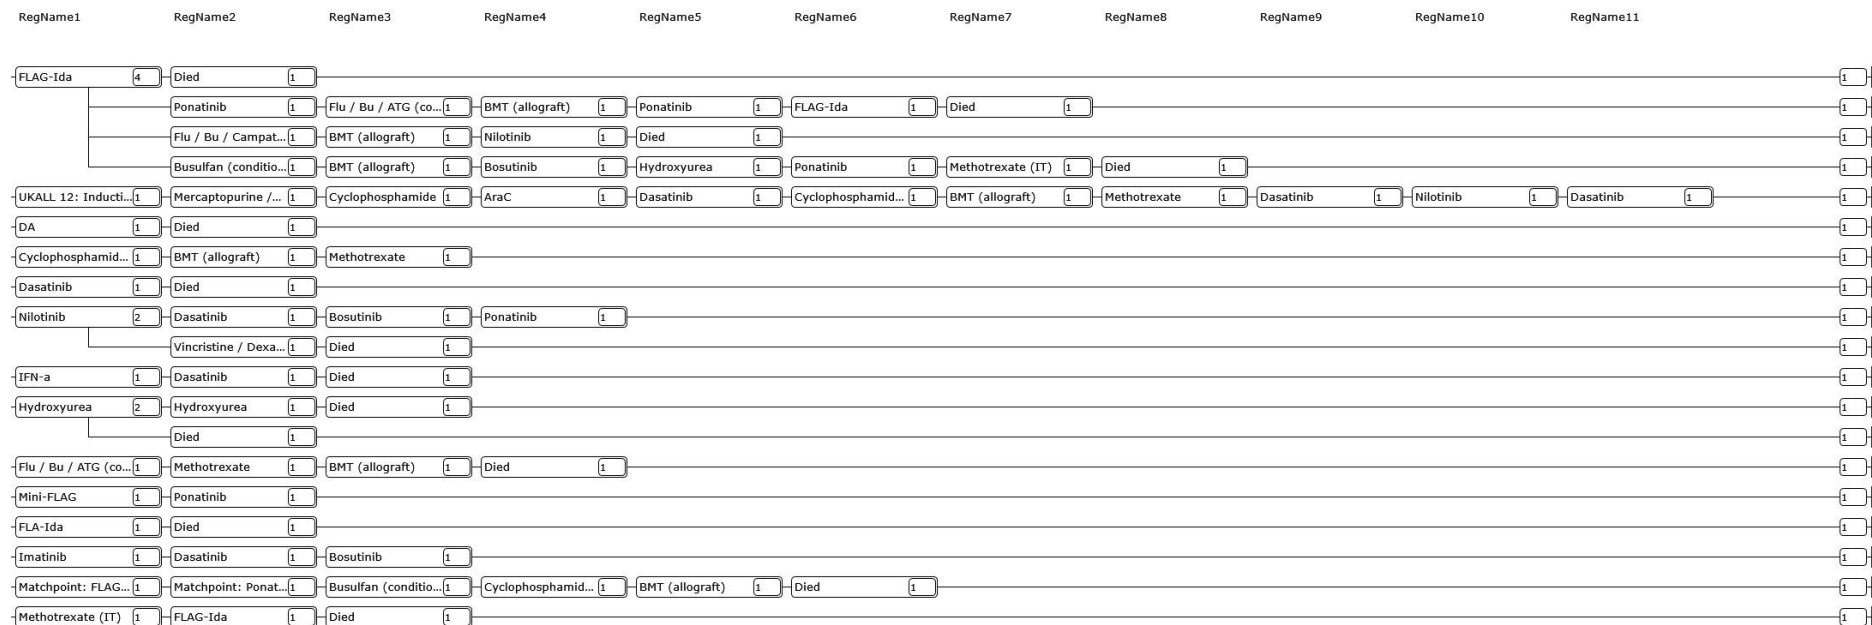 RegName1 RegName2 RegName3 RegName4 RegName5 RegName6 RegName7 RegName8 RegName9 RegName10 RegName11
FLAG-Ida 4 Died 1 1
Ponatinib 1 Flu / Bu / ATG (co... 1 BMT (allograft) 1 Ponatinib 1 FLAG-Ida 1 Died 1 1
Flu / Bu / Campat... 1 BMT (allograft) 1 Nilotinib 1 Died 1 1
Busulfan (conditio... 1 BMT (allograft) 1 Bosutinib 1 Hydroxyurea 1 Ponatinib 1 Methotrexate (IT) 1 Died 1 1
UKALL 12: Inducti... 1 Mercaptopurine /... 1 Cyclophosphamide 1 AraC 1 Dasatinib 1 Cyclophosphamid... 1 BMT (allograft) 1 Methotrexate 1 Dasatinib 1 Nilotinib 1 Dasatinib 1 1
DA 1 Died 1 1
Cyclophosphamid... 1 BMT (allograft) 1 Methotrexate 1 1
Dasatinib 1 Died 1 1
Nilotinib 2 Dasatinib 1 Bosutinib 1 Ponatinib 1 1
Vincristine / Dexa... 1 Died 1 1
IFN-a 1 Dasatinib 1 Died 1 1
Hydroxyurea 2 Hydroxyurea 1 Died 1 1
Died 1 1
Flu / Bu / ATG (co... 1 Methotrexate 1 BMT (allograft) 1 Died 1 1
Mini-FLAG 1 Ponatinib 1 1
FLA-Ida 1 Died 1 1
Imatinib 1 Dasatinib 1 Bosutinib 1 1
Matchpoint: FLAG... 1 Matchpoint: Ponat... 1 Busulfan (conditio... 1 Cyclophosphamid... 1 BMT (allograft) 1 Died 1 1
Methotrexate (IT) 1 FLAG-Ida 1 Died 1 1